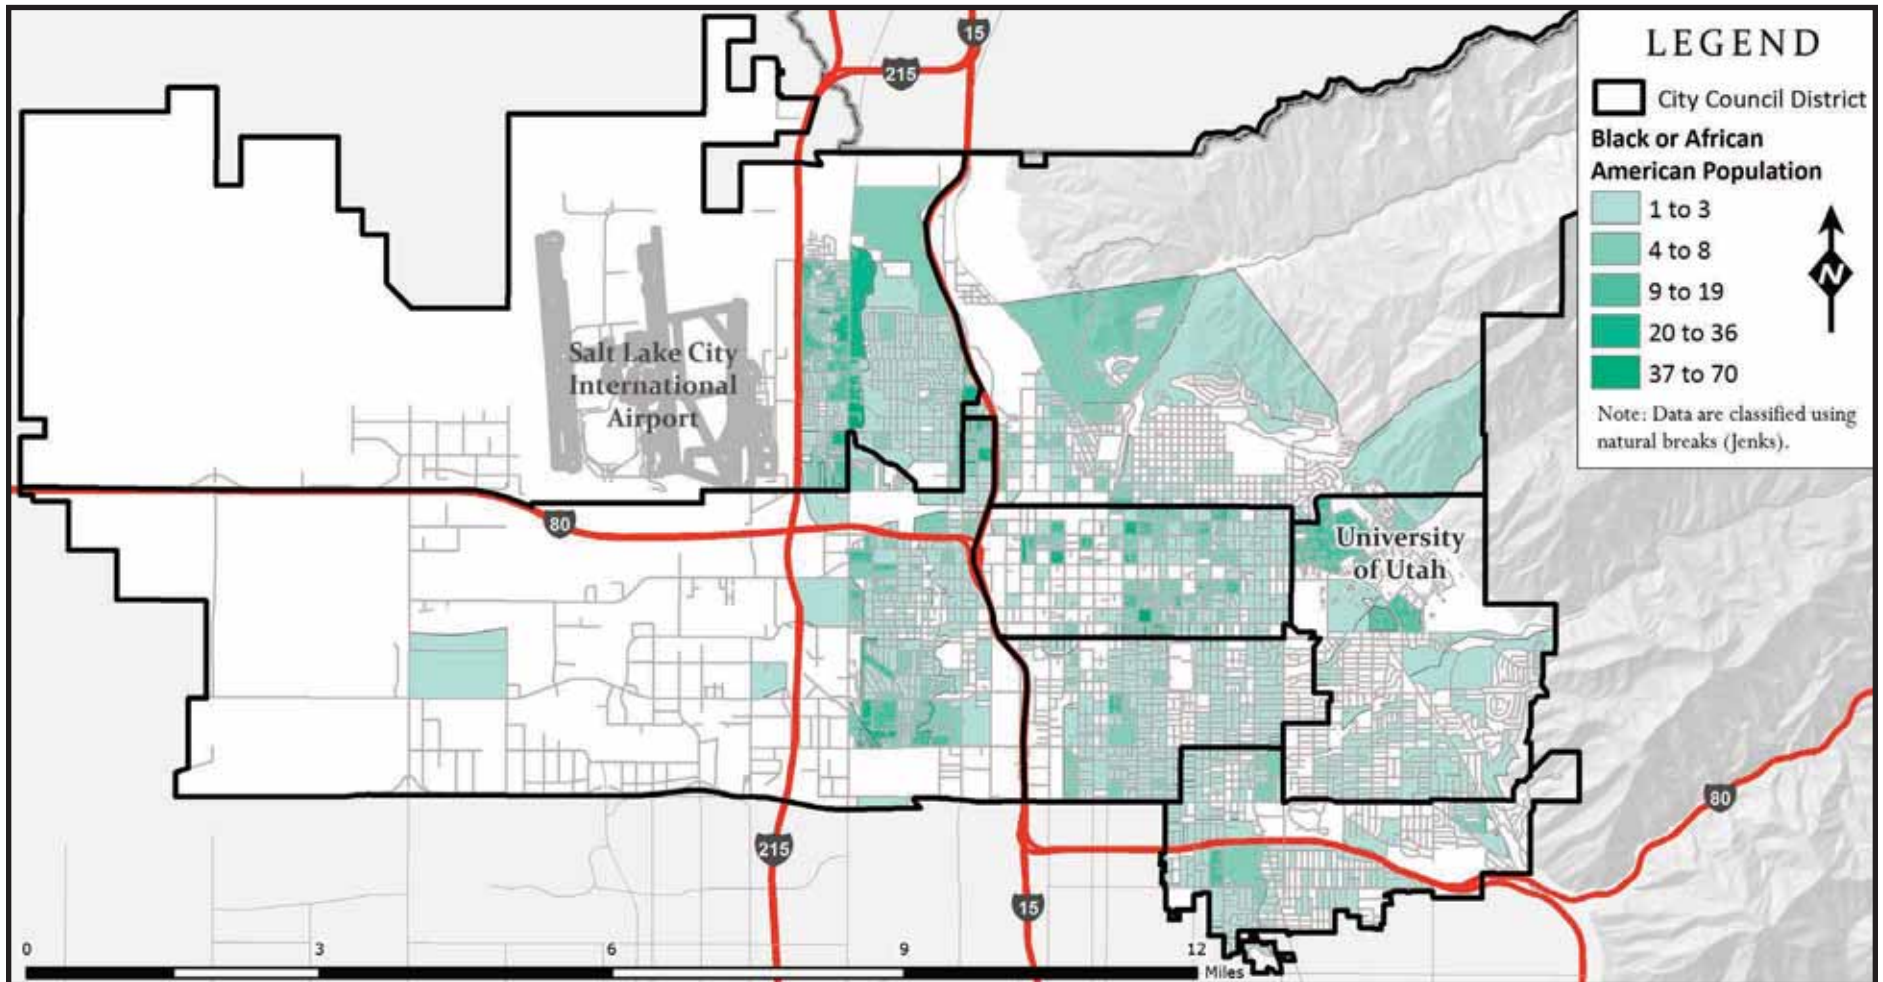 LEGEND
City Council District
Black or African
American Population
1 to 3
4 to 8
9 to 19
20 to 36
37 to 70
Note: Data are classified using
natural breaks (Jenks).
N
15
215
Salt Lake City
International
Airport
80
University
of Utah
80
215
15
0 3 6 9 12
Miles